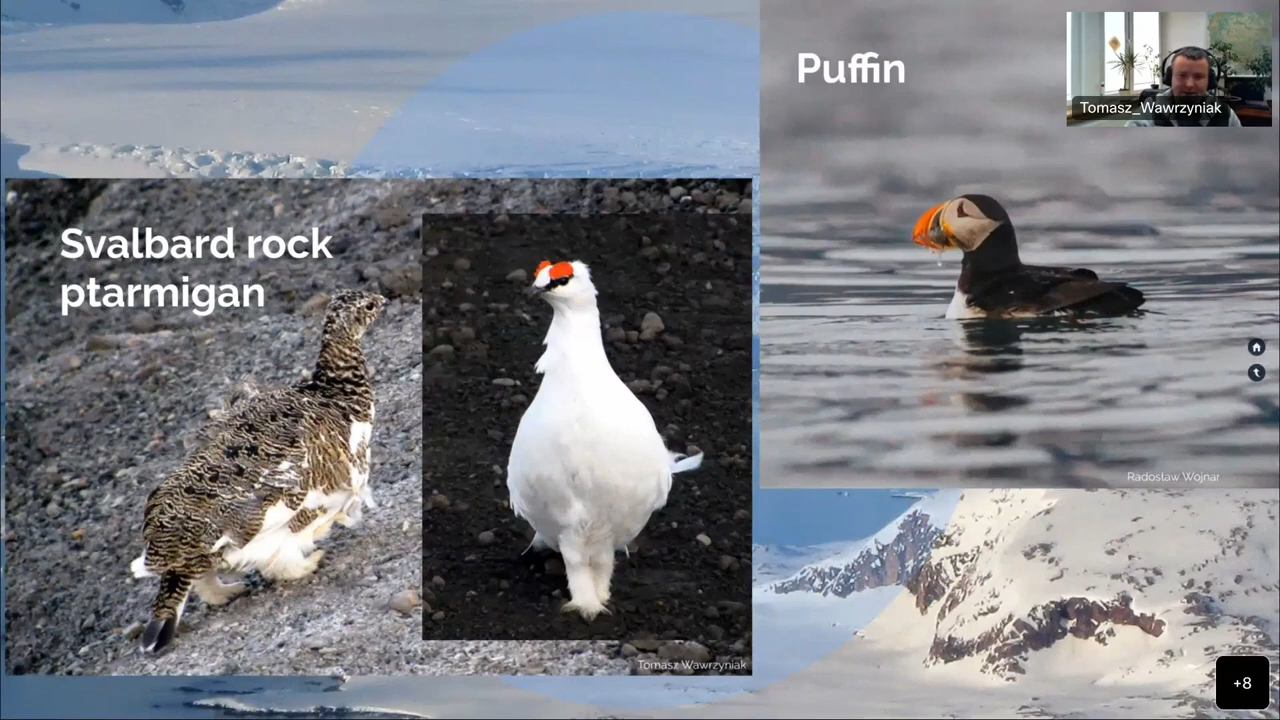 Svalbard rock
ptarmigan
Tomasz Wawrzyniak
Puffin
Radosław Wojnar
Tomasz_Wawrzyniak
+8